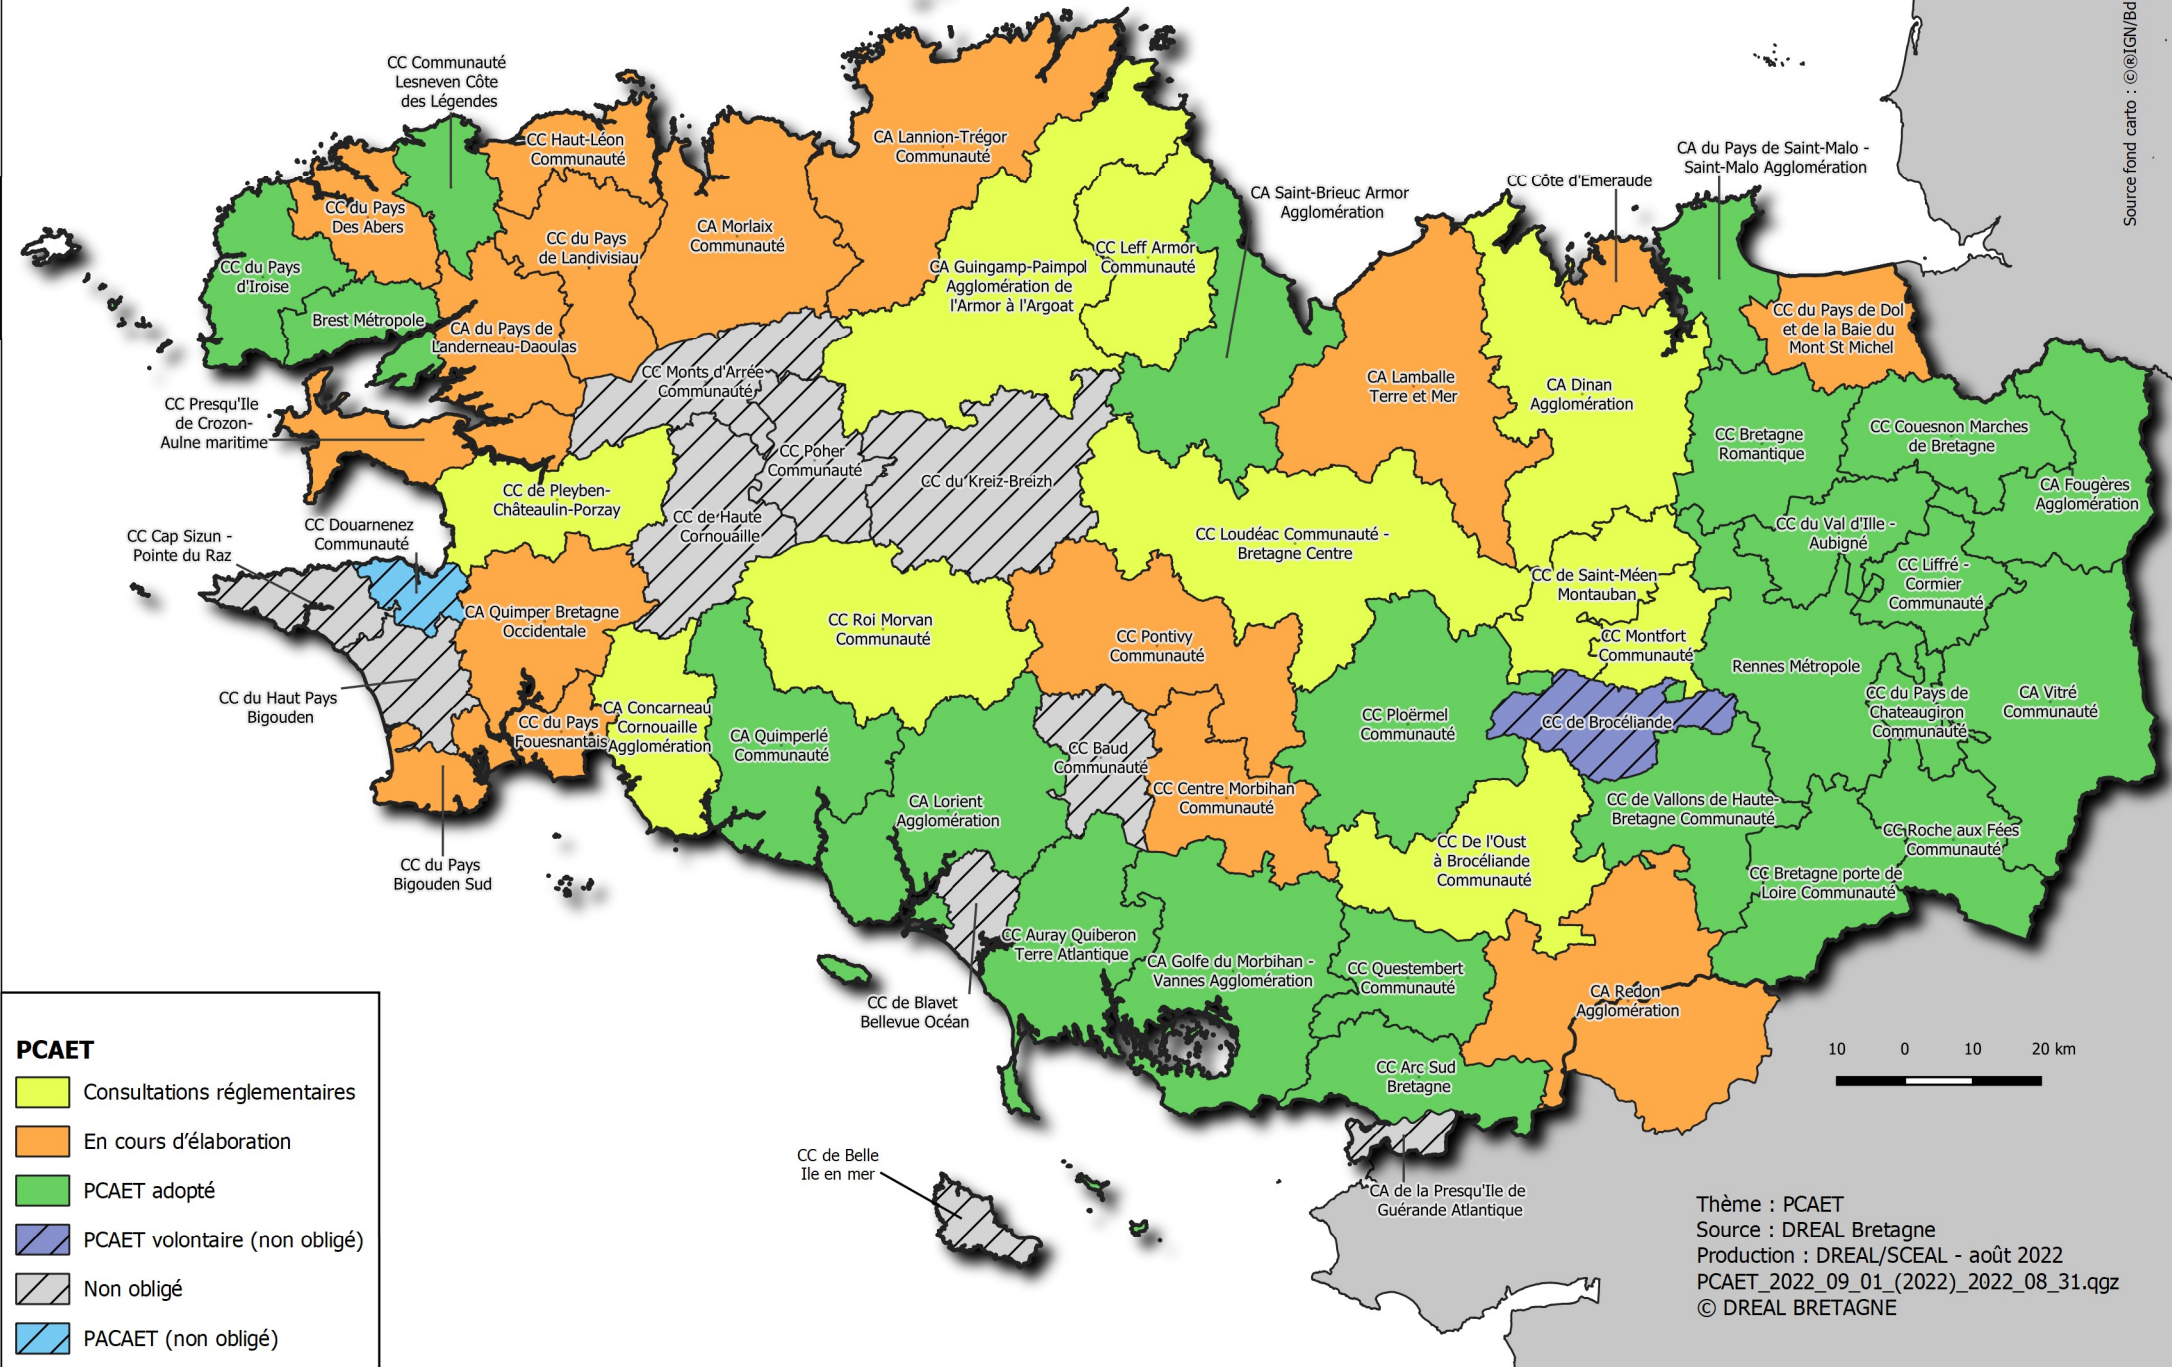 Source fond carto : ©®IGN/Bd
CC Communauté
Lesneven Côte
des Légendes
CC Haut-Léon
Communauté
CA Lannion-Trégor
Communauté
CA du Pays de Saint-Malo -
Saint-Malo Agglomération
CC Côte d'Emeraude
CA Saint-Brieuc Armor
Agglomération
CC du Pays
Des Abers
CC du Pays
de Landivisiau
CA Morlaix
Communauté
CC Leff Armor
Communauté
CC du Pays
d'Iroise
CA Guingamp-Paimpol
Agglomération de
l'Armor à l'Argoat
Brest Métropole
CA du Pays de
Landerneau-Daoulas
CC du Pays de Dol
et de la Baie du
Mont St Michel
CC Monts d'Arrée
Communauté
CA Lamballe
Terre et Mer
CA Dinan
Agglomération
CC Presqu'Ile
de Crozon-
Aulne maritime
CC Bretagne
Romantique
CC Couesnon Marches
de Bretagne
CC Poher
Communauté
CC du Kreiz-Breizh
CA Fougères
Agglomération
CC de Pleyben-
Châteaulin-Porzay
CC de Haute
Cornouaille
CC Douarnenez
Communauté
CC Cap Sizun -
Pointe du Raz
CC Loudéac Communauté -
Bretagne Centre
CC du Val d'Ille -
Aubigné
CC Liffré -
Cormier
Communauté
CC de Saint-Méen
Montauban
CA Quimper Bretagne
Occidentale
CC Roi Morvan
Communauté
CC Pontivy
Communauté
CC Montfort
Communauté
Rennes Métropole
CC du Haut Pays
Bigouden
CC du Pays
Fouesnantais
CA Concarneau
Cornouaille
Agglomération
CA Quimperlé
Communauté
CC Ploërmel
Communauté
CC de Brocéliande
CC du Pays de
Chateaugiron
Communauté
CA Vitré
Communauté
CC Baud
Communauté
CC Centre Morbihan
Communauté
CA Lorient
Agglomération
CC de Vallons de Haute-
Bretagne Communauté
CC De l'Oust
à Brocéliande
Communauté
CC Roche aux Fées
Communauté
CC du Pays
Bigouden Sud
CC Bretagne porte de
Loire Communauté
CC Auray Quiberon
Terre Atlantique
CA Golfe du Morbihan -
Vannes Agglomération
CC Questembert
Communauté
CC de Blavet
Bellevue Océan
CA Redon
Agglomération
CC Arc Sud
Bretagne
10 0 10 20 km
CC de Belle
Ile en mer
CA de la Presqu'Ile de
Guérande Atlantique
PCAET
Consultations réglementaires
En cours d'élaboration
PCAET adopté
PCAET volontaire (non obligé)
Non obligé
PACAET (non obligé)
Thème : PCAET
Source : DREAL Bretagne
Production : DREAL/SCEAL - août 2022
PCAET_2022_09_01_(2022)_2022_08_31.qgz
© DREAL BRETAGNE